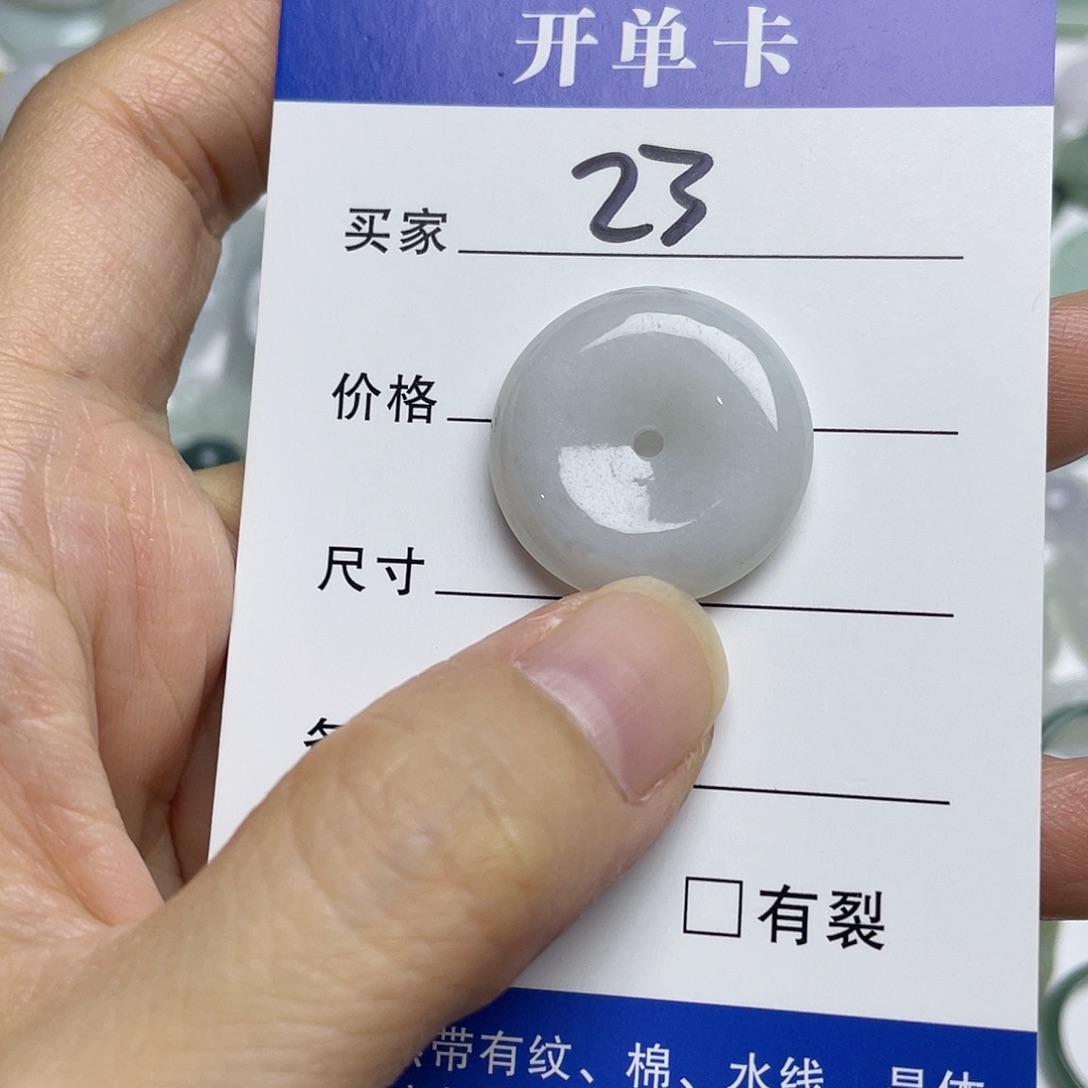 开单卡
买家 23
价格
尺寸
有裂
带有纹、棉、水线